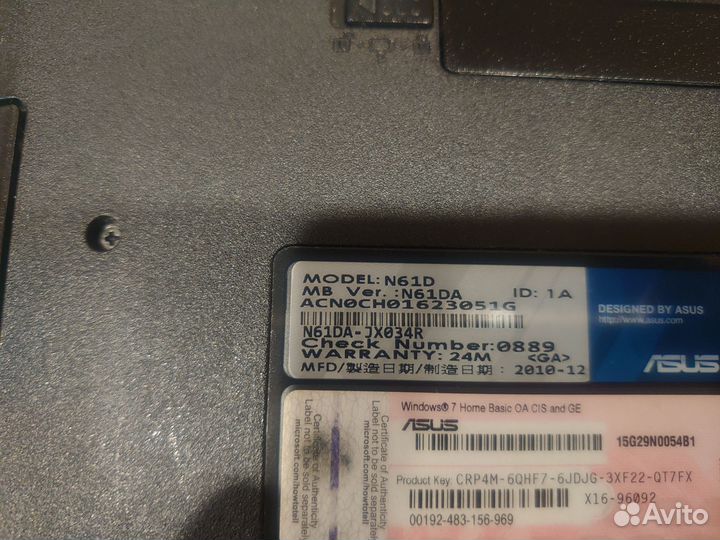 MODEL: N61D
MB Ver.: N61DA ID: 1A
ACN0CH01623051G
N61DA-JX034R
Check Number:0889
WARRANTY: 24M <GA>
MFD/製造日期/制造日期: 2010-12
DESIGNED BY ASUS
www.asus.com
ASUS
Certificate of Authenticity
Label not to be sold separately
microsoft.com/howtotell
Windows® 7 Home Basic OA CIS and GE
ASUS
15G29N0054B1
Product Key: CRP4M-6QHF7-6JDJG-3XF22-QT7FX
X16-96092
00192-483-156-969
Certificate of Authenticity
Label not to be sold separately
microsoft.com/howtotell
Avito